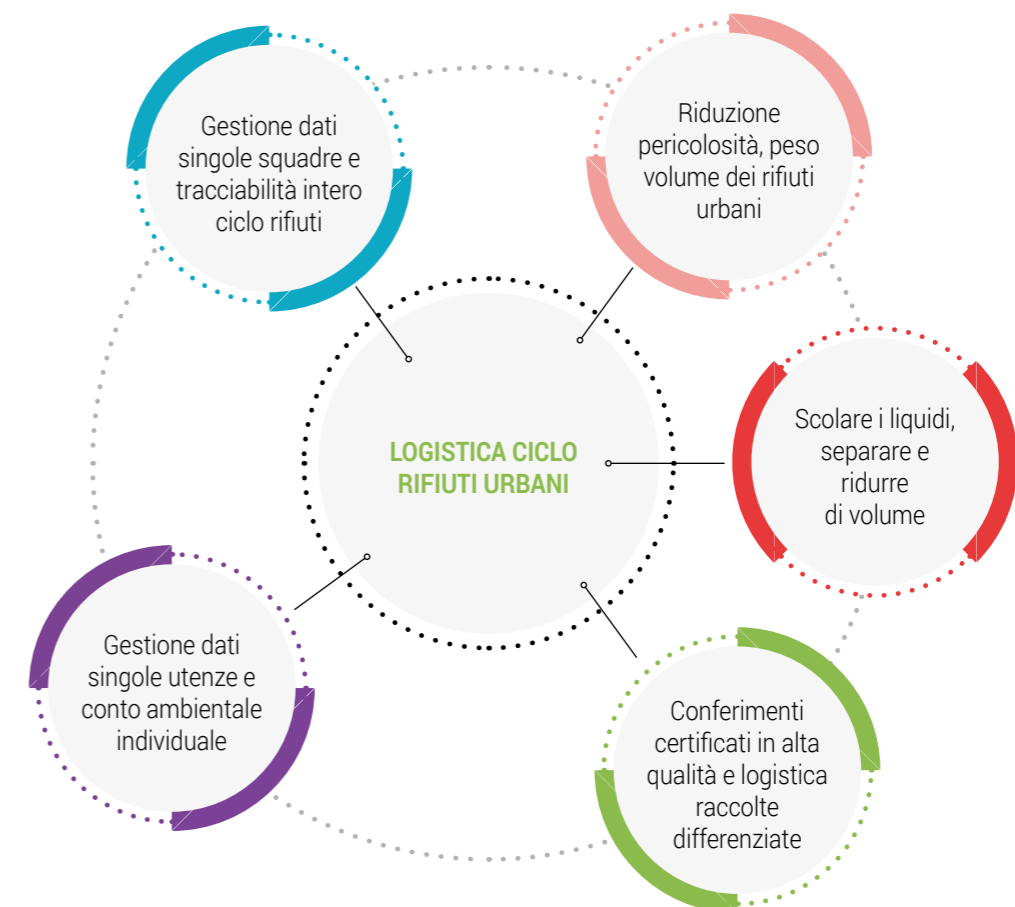 Gestione dati
singole squadre e
tracciabilità intero
ciclo rifiuti
Riduzione
pericolosità, peso
volume dei rifiuti
urbani
LOGISTICA CICLO
RIFIUTI URBANI
Scolare i liquidi,
separare e
ridurre
di volume
Gestione dati
singole utenze e
conto ambientale
individuale
Conferimenti
certificati in alta
qualità e logistica
raccolte
differenziate